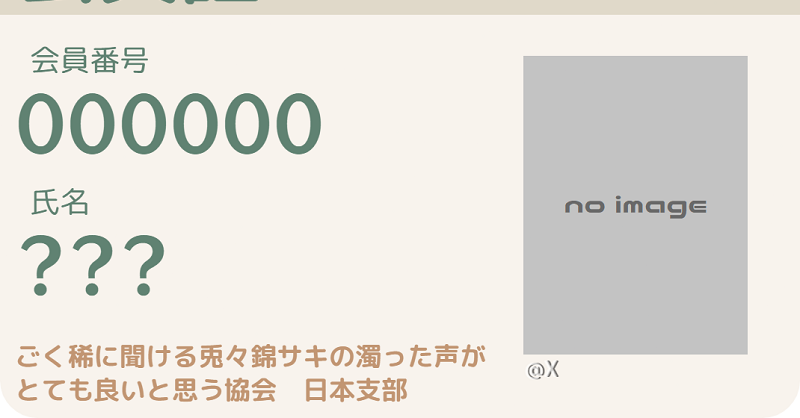 会員番号
000000
氏名
???
no image
@X
ごく稀に聞ける兎々錦サキの濁った声が
とても良いと思う協会　日本支部